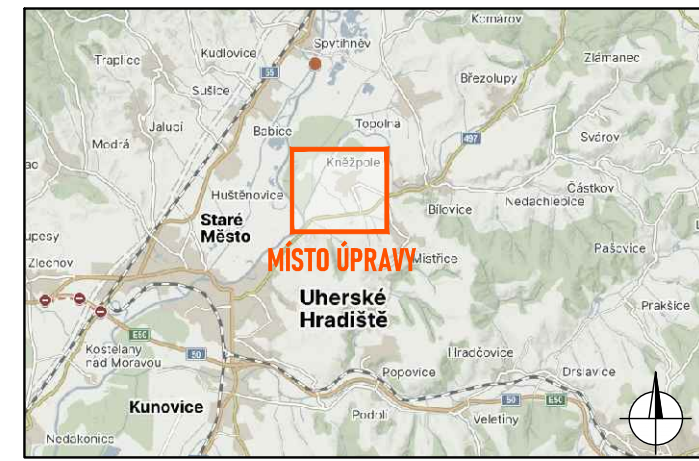 Komárov
Spytihněv
Traplice
Kudlovice
Zlámanec
55
Březolupy
Sušice
Topolná
Jalubí
Babice
497
Modrá
Svárov
Kněžpole
Částkov
Huštěnovice
Nedachlebice
Bílovice
Staré
Město
Pašovice
Zlechov
MÍSTO ÚPRAVY
Mistřice
Uherské
Hradiště
Prakšice
E50
Kostelany
nad Moravou
50
Hradčovice
Popovice
Drslavice
Kunovice
50
E50
Podolí
Veletiny
Nedakonice